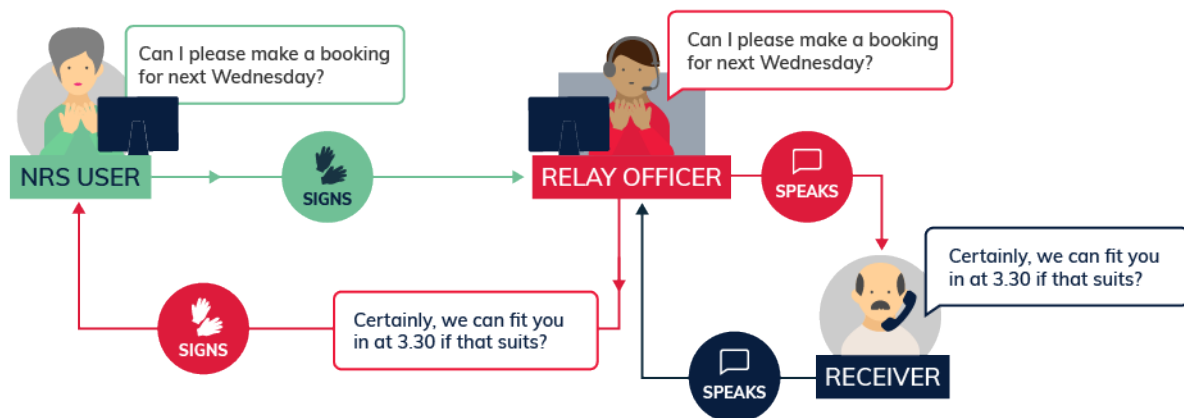 Can I please make a booking
for next Wednesday?
NRS USER
SIGNS
Can I please make a booking
for next Wednesday?
RELAY OFFICER
SPEAKS
Certainly, we can fit you
in at 3.30 if that suits?
RECEIVER
SPEAKS
Certainly, we can fit you
in at 3.30 if that suits?
SIGNS